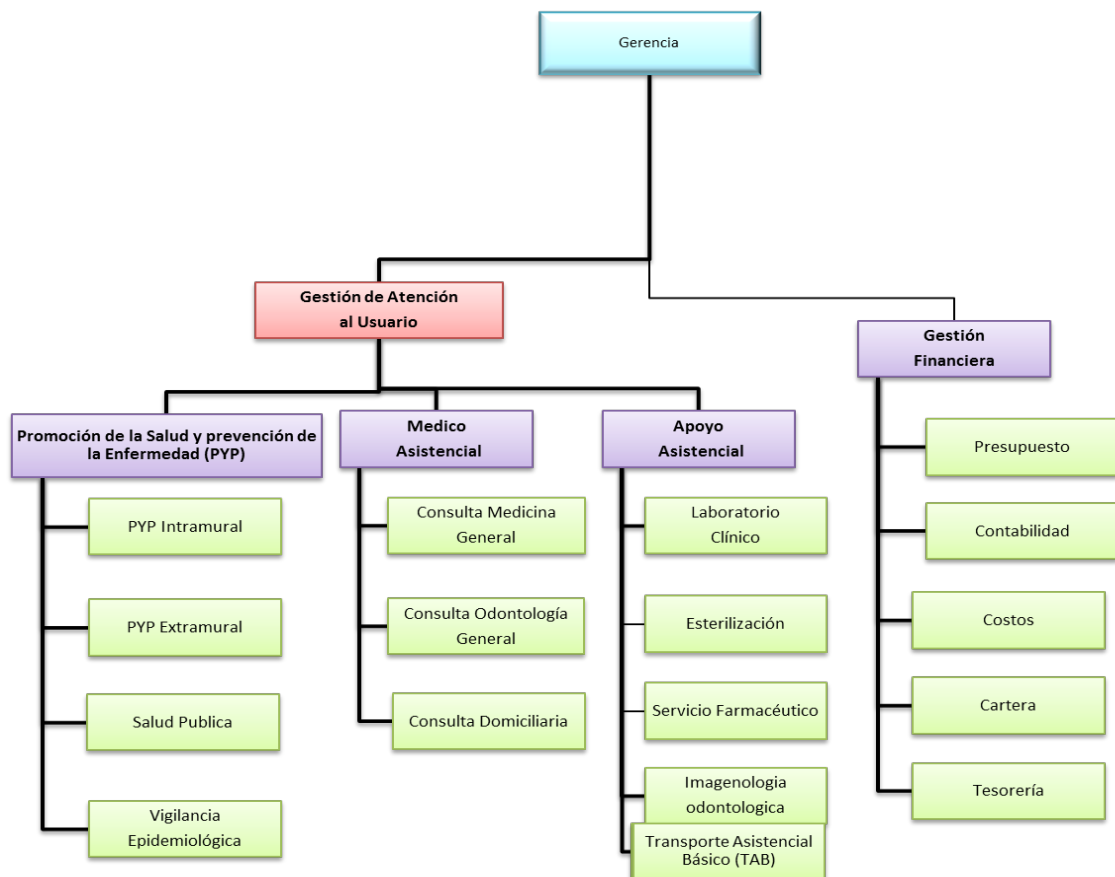 Gerencia
Gestión de Atención
al Usuario
Gestión
Financiera
Promoción de la Salud y prevención de
la Enfermedad (PYP)
PYP Intramural
PYP Extramural
Salud Publica
Vigilancia
Epidemiológica
Medico
Asistencial
Consulta Medicina
General
Consulta Odontología
General
Consulta Domiciliaria
Apoyo
Asistencial
Laboratorio
Clínico
Esterilización
Servicio Farmacéutico
Imagenologia
odontologica
Transporte Asistencial
Básico (TAB)
Presupuesto
Contabilidad
Costos
Cartera
Tesorería